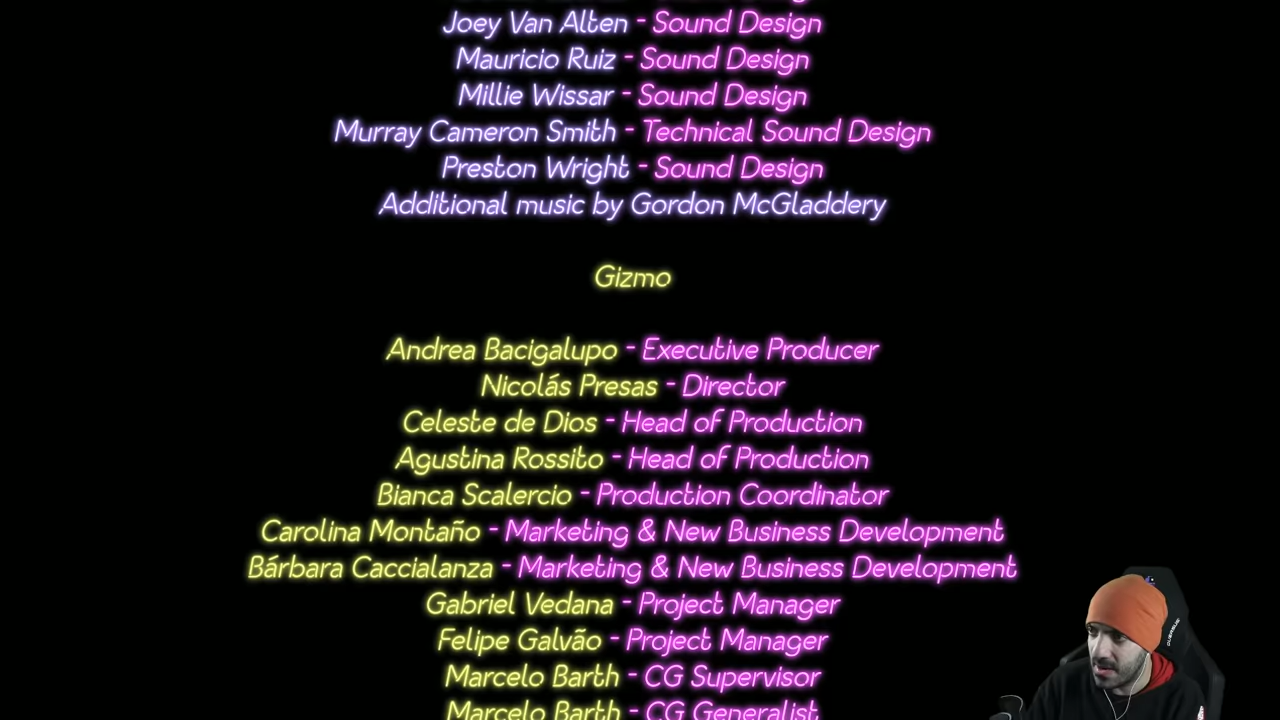 Joey Van Alten - Sound Design
Mauricio Ruiz - Sound Design
Millie Wissar - Sound Design
Murray Cameron Smith - Technical Sound Design
Preston Wright - Sound Design
Additional music by Gordon McGladdery
Gizmo
Andrea Bacigalupo - Executive Producer
Nicolás Presas - Director
Celeste de Dios - Head of Production
Agustina Rossito - Head of Production
Bianca Scalercio - Production Coordinator
Carolina Montaño - Marketing & New Business Development
Bárbara Caccialanza - Marketing & New Business Development
Gabriel Vedana - Project Manager
Felipe Galvão - Project Manager
Marcelo Barth - CG Supervisor
Marcelo Barth - CG Generalist